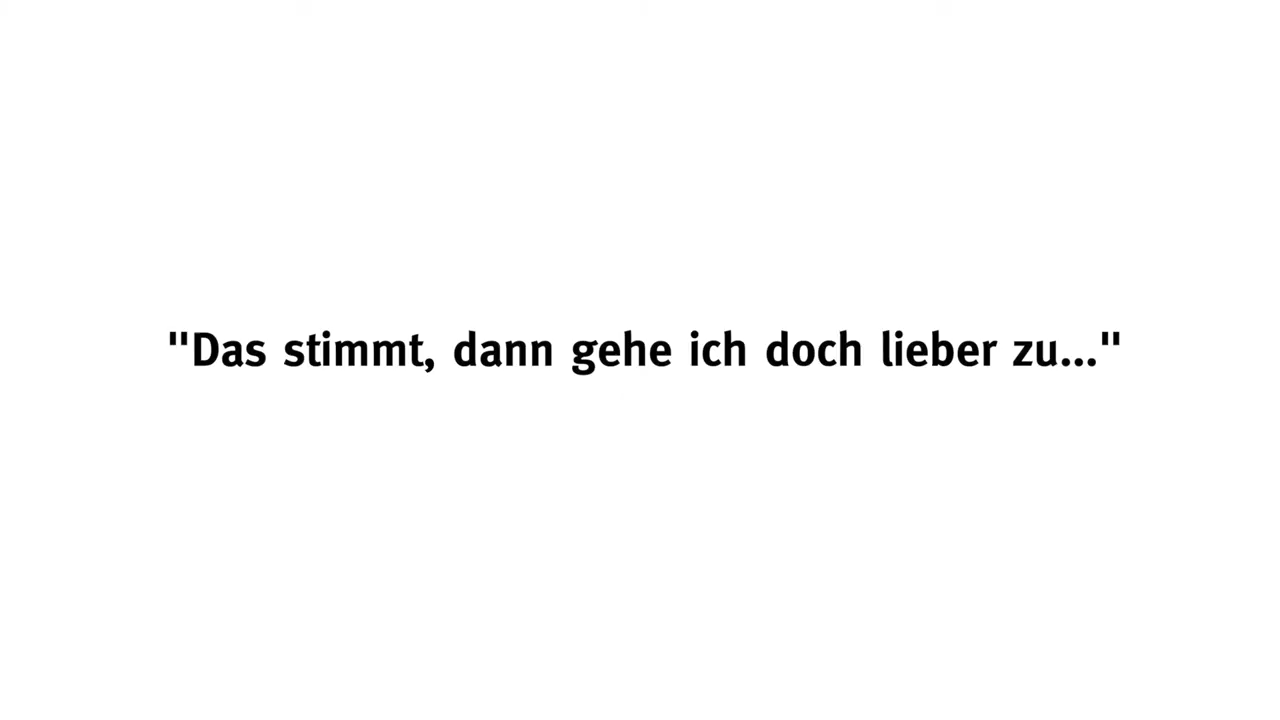 "Das stimmt, dann gehe ich doch lieber zu..."